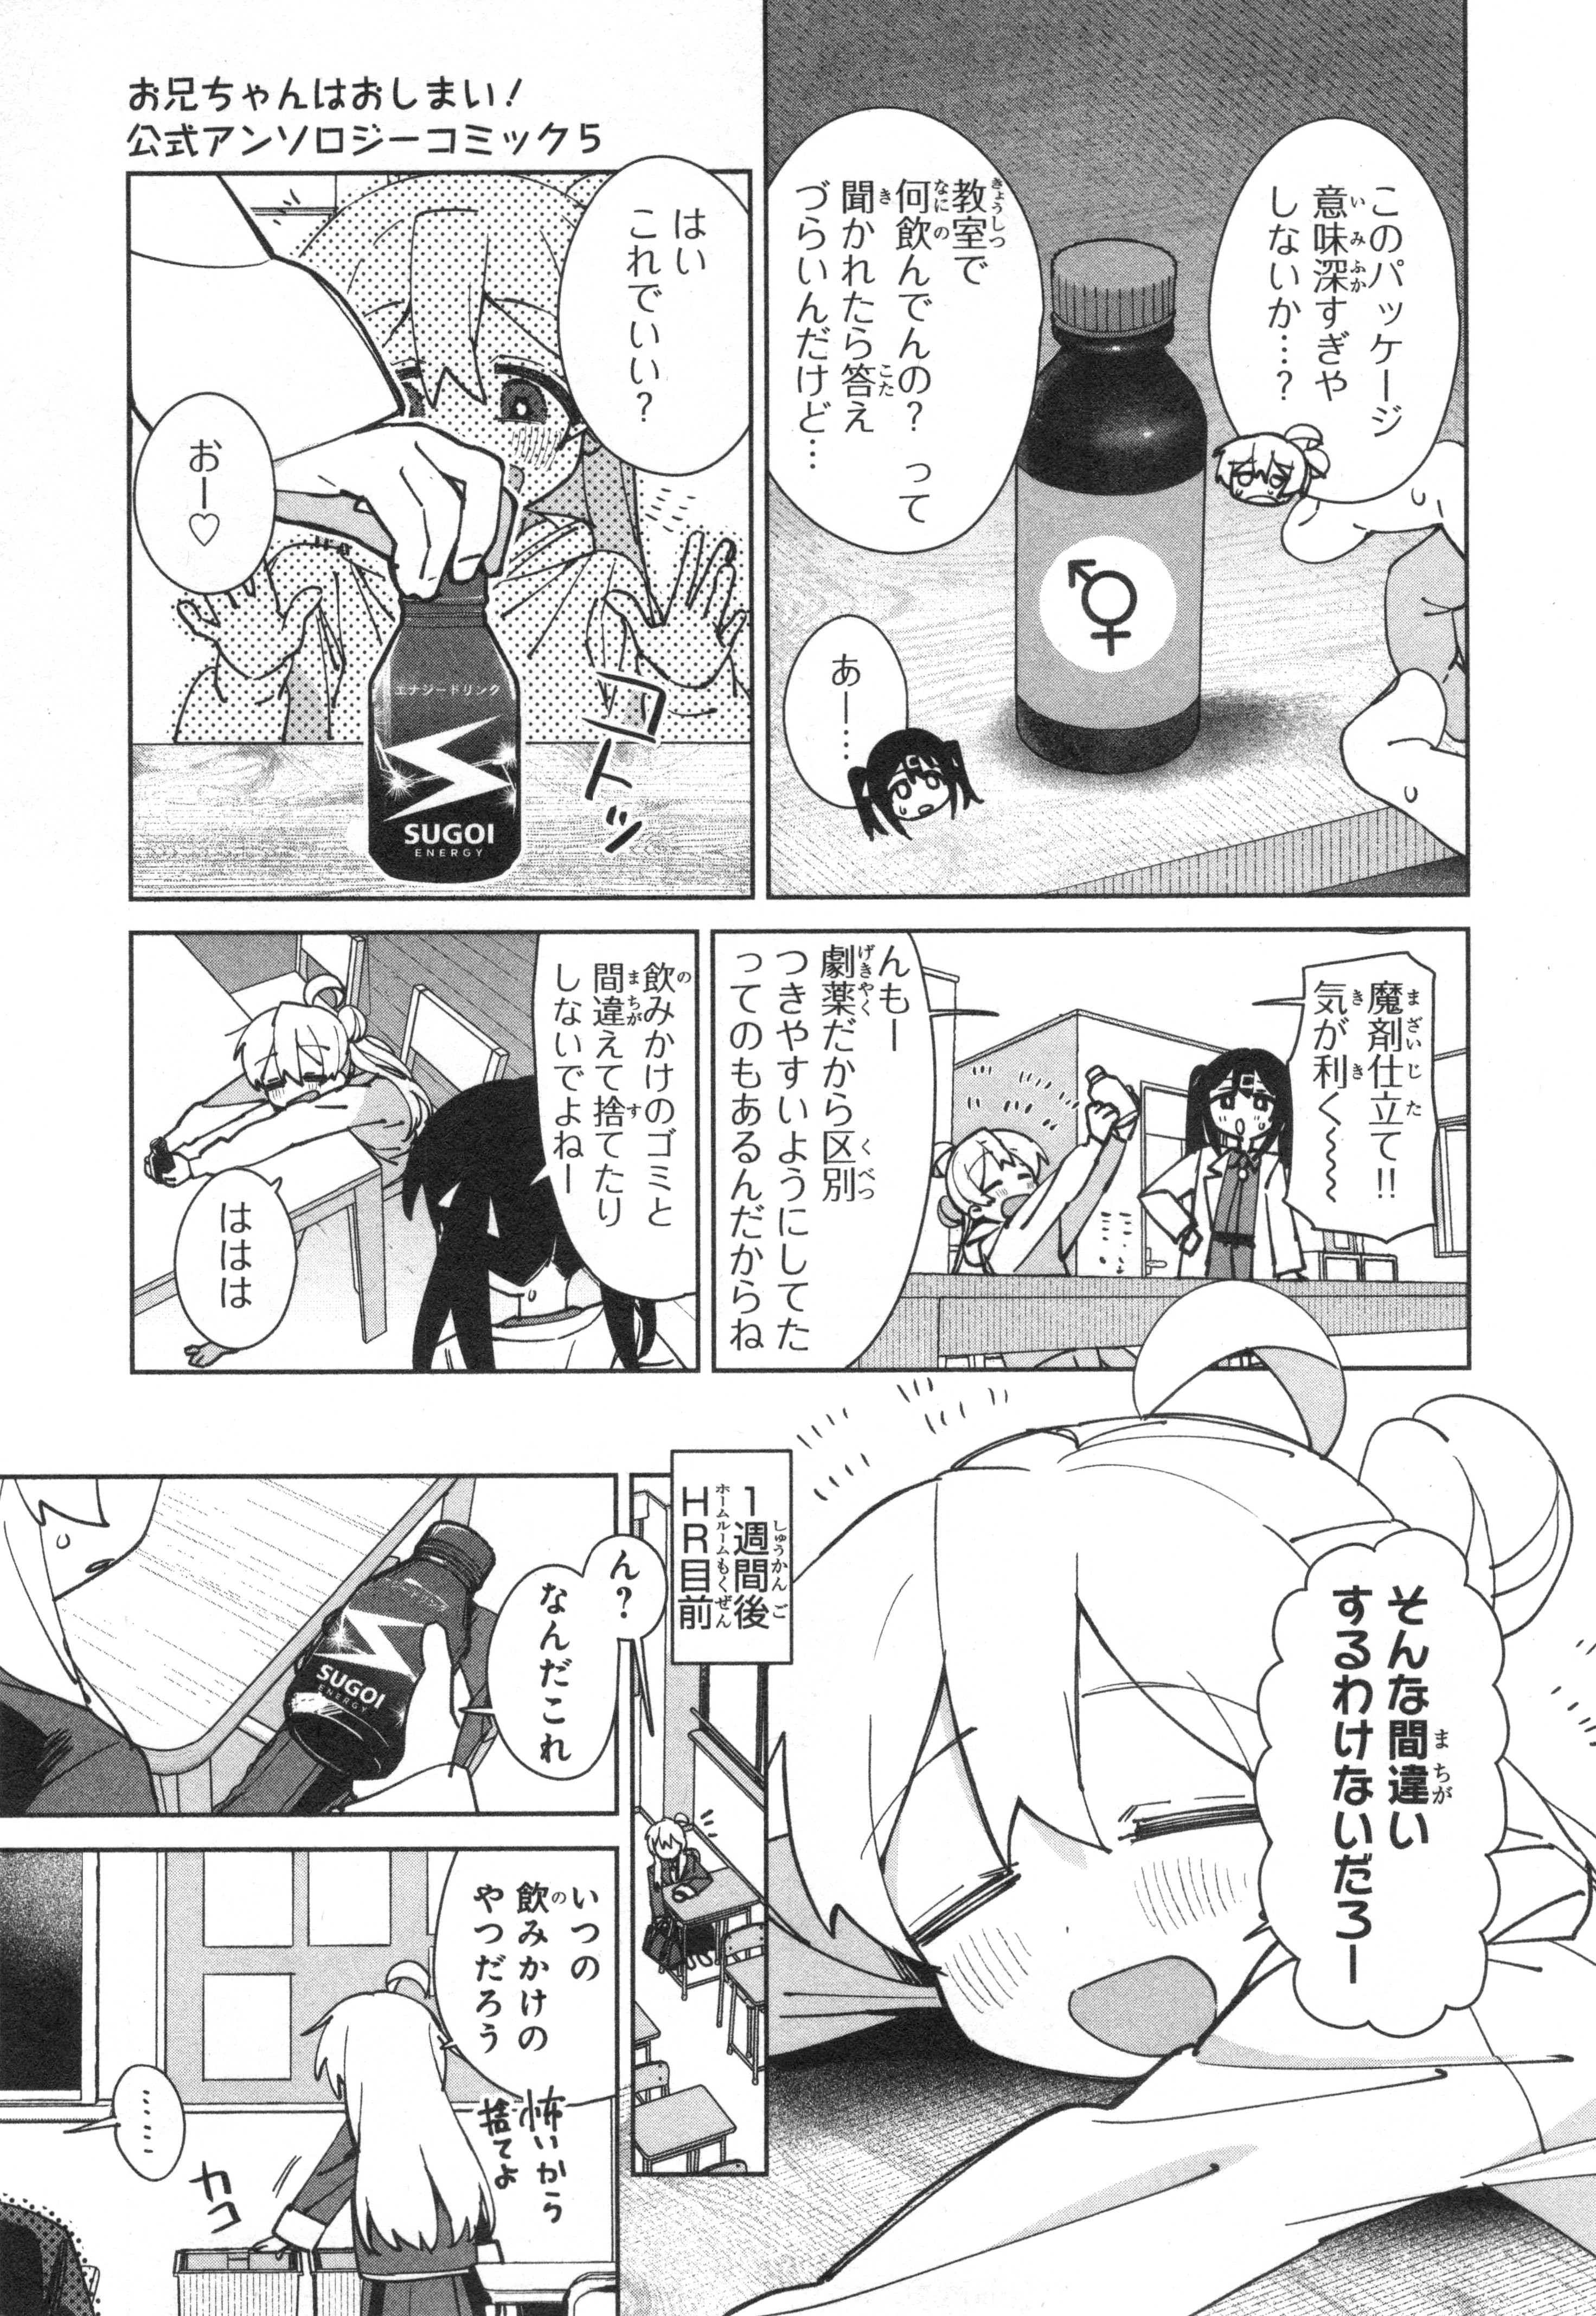 お兄ちゃんはおしまい！
公式アンソロジーコミック５
このパッケージ
意味深すぎや
しないか…？
教室で
何飲んでんの？　って
聞かれたら答え
づらいんだけど…
あー…
はい
これでいい？
おー♡
エナジードリンク
SUGOI
ENERGY
コトッ
魔剤仕立て!!
気が利く〜〜
んもー
劇薬だから区別
つきやすいようにしてた
ってのもあるんだからね
飲みかけのゴミと
間違えて捨てたり
しないでよねー
ははは
そんな間違い
するわけないだろー
１週間後
ＨＲ目前
ん？
なんだこれ
エナジードリンク
SUGOI
ENERGY
いつの
飲みかけの
やつだろう
怖いから
捨てよ
カコ
……